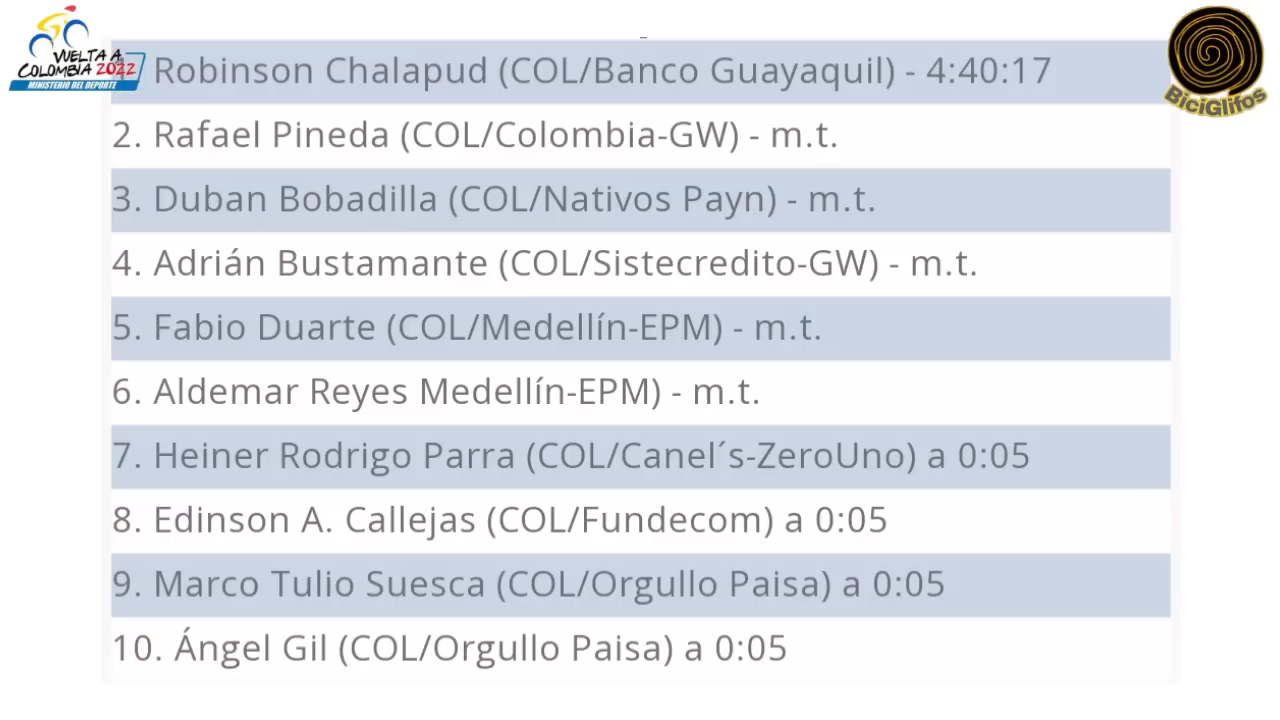 VUELTA A
COLOMBIA 2022
MINISTERIO DEL DEPORTE
BiciGlifos
Robinson Chalapud (COL/Banco Guayaquil) - 4:40:17
2. Rafael Pineda (COL/Colombia-GW) - m.t.
3. Duban Bobadilla (COL/Nativos Payn) - m.t.
4. Adrián Bustamante (COL/Sistecredito-GW) - m.t.
5. Fabio Duarte (COL/Medellín-EPM) - m.t.
6. Aldemar Reyes Medellín-EPM) - m.t.
7. Heiner Rodrigo Parra (COL/Canel´s-ZeroUno) a 0:05
8. Edinson A. Callejas (COL/Fundecom) a 0:05
9. Marco Tulio Suesca (COL/Orgullo Paisa) a 0:05
10. Ángel Gil (COL/Orgullo Paisa) a 0:05